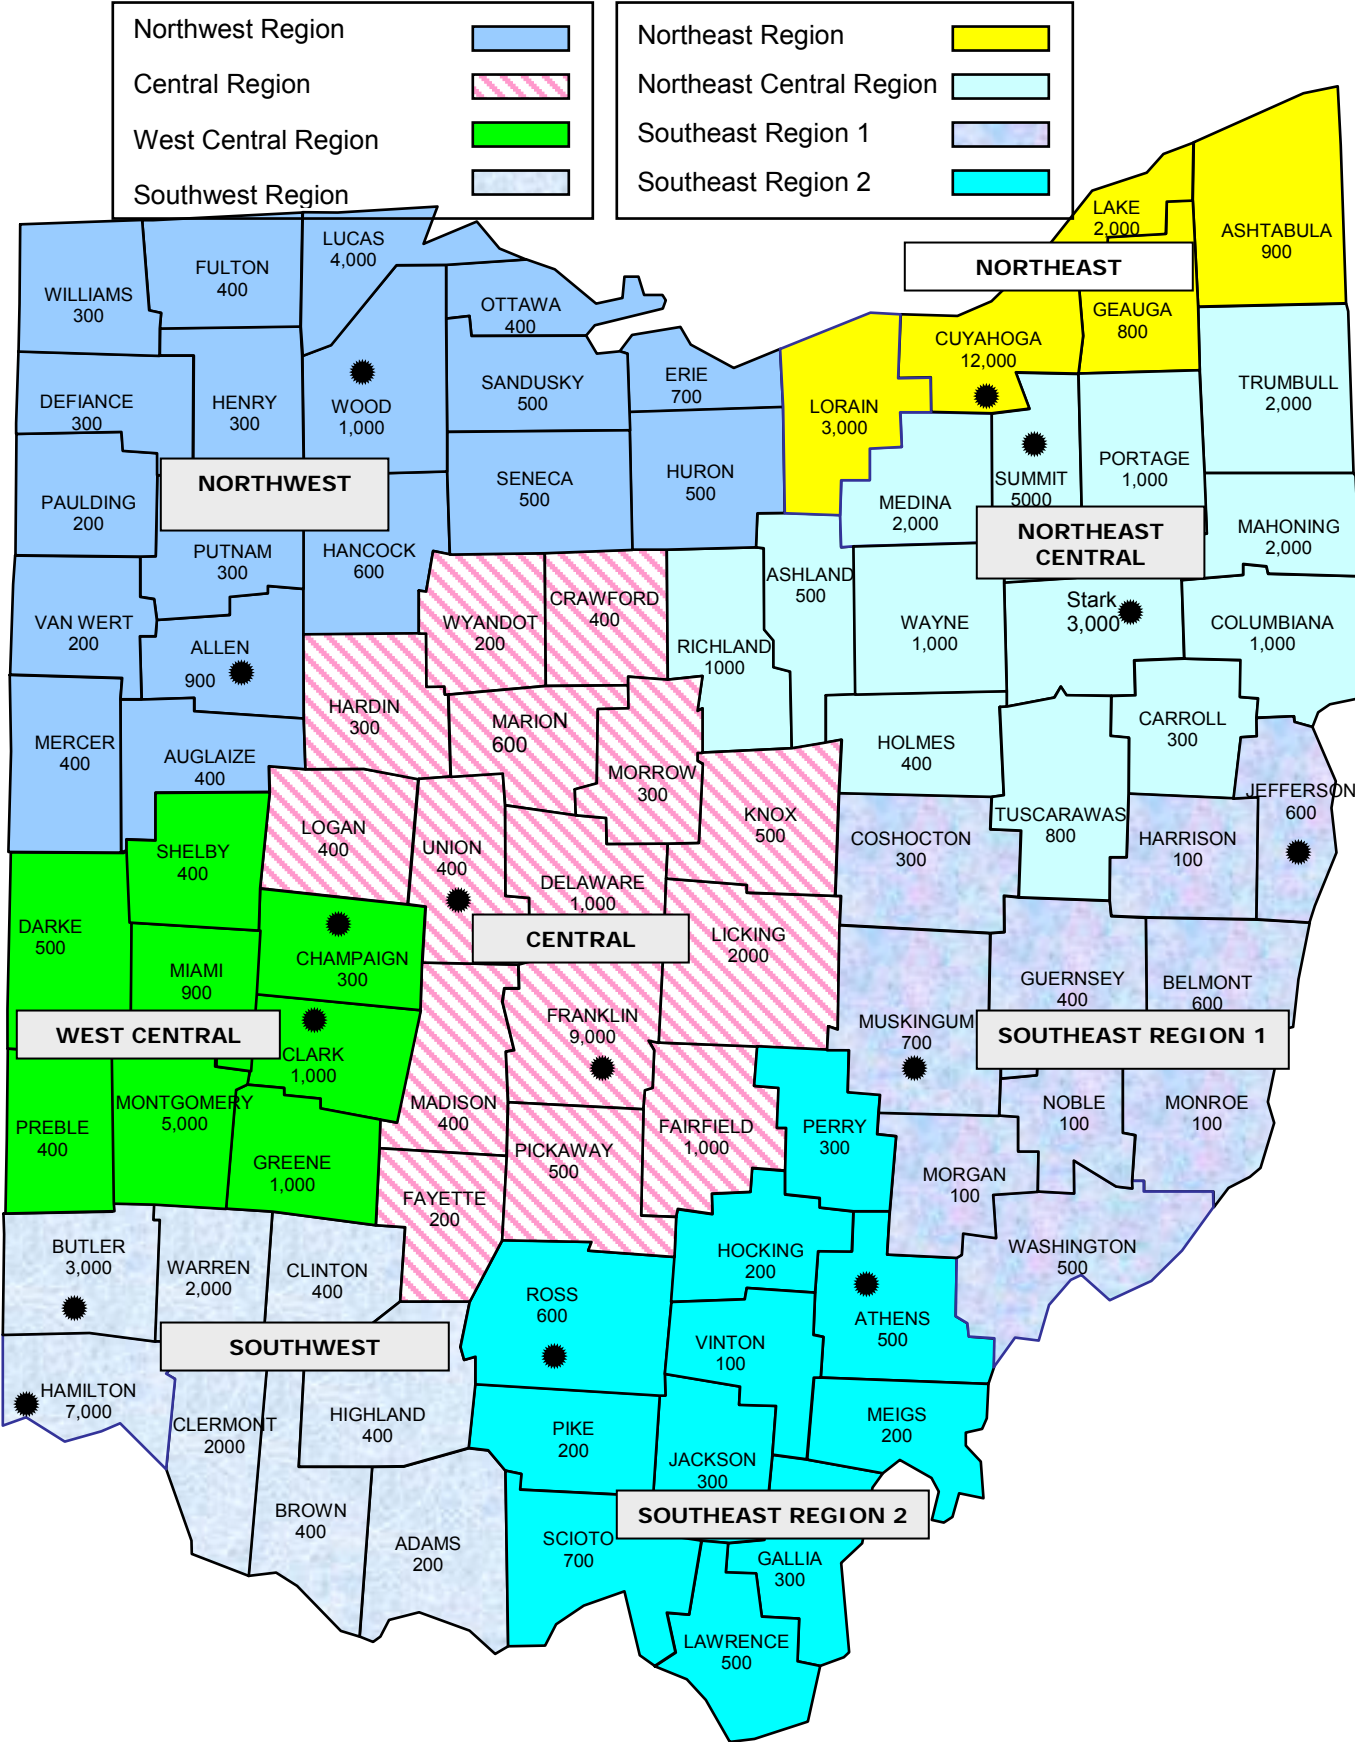 Northwest Region
Central Region
West Central Region
Southwest Region
Northeast Region
Northeast Central Region
Southeast Region 1
Southeast Region 2
LAKE
2,000
ASHTABULA
900
LUCAS
4,000
FULTON
400
WILLIAMS
300
OTTAWA
400
NORTHEAST
GEAUGA
800
CUYAHOGA
12,000
DEFIANCE
300
HENRY
300
WOOD
1,000
SANDUSKY
500
ERIE
700
LORAIN
3,000
TRUMBULL
2,000
NORTHWEST
PAULDING
200
SENECA
500
HURON
500
MEDINA
2,000
SUMMIT
5000
PORTAGE
1,000
MAHONING
2,000
NORTHEAST
CENTRAL
PUTNAM
300
HANCOCK
600
ASHLAND
500
VAN WERT
200
WYANDOT
200
CRAWFORD
400
WAYNE
1,000
Stark
3,000
COLUMBIANA
1,000
ALLEN
900
RICHLAND
1000
HARDIN
300
MARION
600
CARROLL
300
MERCER
400
AUGLAIZE
400
MORROW
300
HOLMES
400
JEFFERSON
600
LOGAN
400
KNOX
500
TUSCARAWAS
800
SHELBY
400
UNION
400
COSHOCTON
300
HARRISON
100
DELAWARE
1,000
DARKE
500
CHAMPAIGN
300
CENTRAL
LICKING
2000
MIAMI
900
GUERNSEY
400
BELMONT
600
WEST CENTRAL
FRANKLIN
9,000
MUSKINGUM
700
SOUTHEAST REGION 1
CLARK
1,000
MONTGOMERY
5,000
MADISON
400
NOBLE
100
MONROE
100
PREBLE
400
FAIRFIELD
1,000
PERRY
300
GREENE
1,000
PICKAWAY
500
MORGAN
100
FAYETTE
200
BUTLER
3,000
WARREN
2,000
CLINTON
400
HOCKING
200
WASHINGTON
500
ROSS
600
ATHENS
500
SOUTHWEST
VINTON
100
HAMILTON
7,000
CLERMONT
2000
HIGHLAND
400
PIKE
200
MEIGS
200
JACKSON
300
BROWN
400
SOUTHEAST REGION 2
ADAMS
200
SCIOTO
700
GALLIA
300
LAWRENCE
500